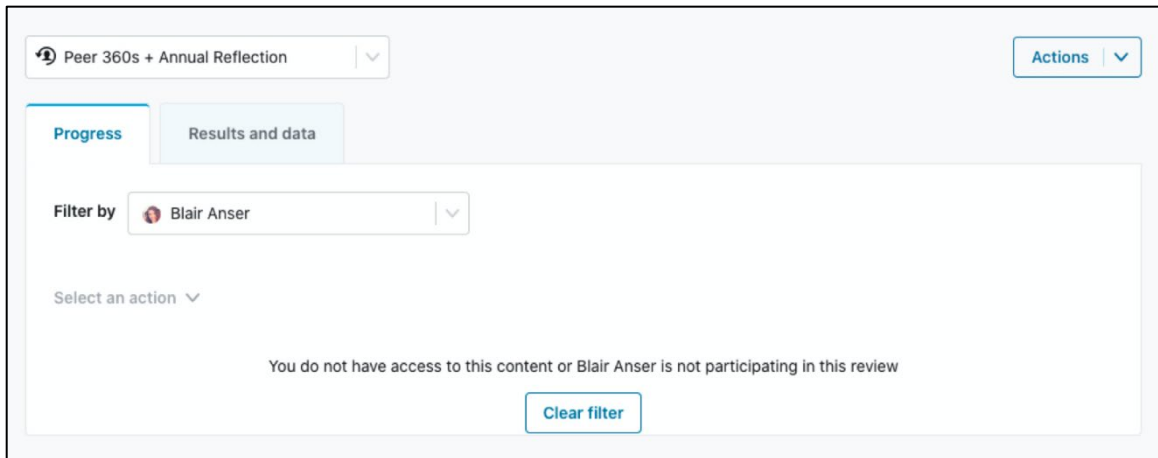 Peer 360s + Annual Reflection
Actions
Progress
Results and data
Filter by
Blair Anser
Select an action
You do not have access to this content or Blair Anser is not participating in this review
Clear filter